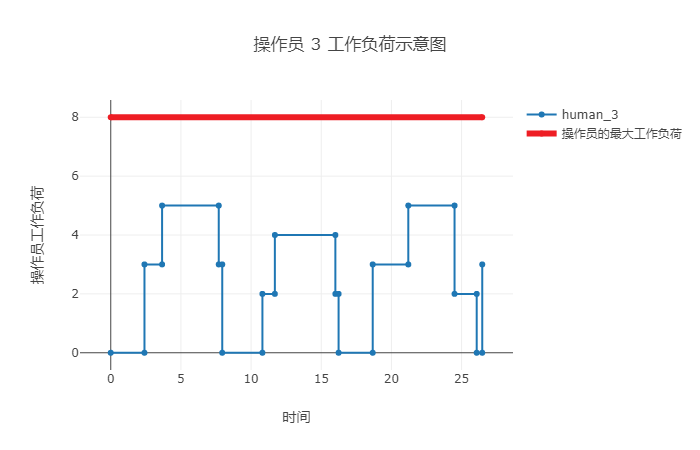 操作员 3 工作负荷示意图
human_3
操作员的最大工作负荷
操作员工作负荷
8
6
4
2
0
0 5 10 15 20 25
时间